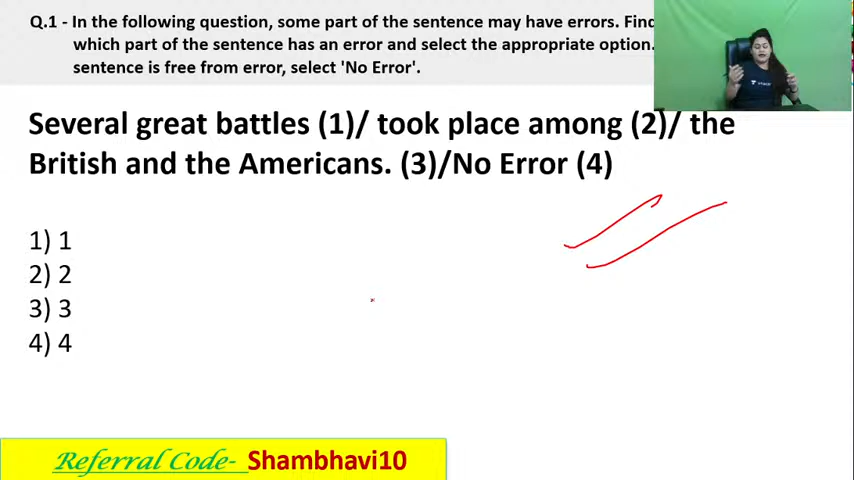 Q.1 - In the following question, some part of the sentence may have errors. Find
which part of the sentence has an error and select the appropriate option.
sentence is free from error, select 'No Error'.
Several great battles (1)/ took place among (2)/ the
British and the Americans. (3)/No Error (4)
1) 1
2) 2
3) 3
4) 4
Referral Code- Shambhavi10